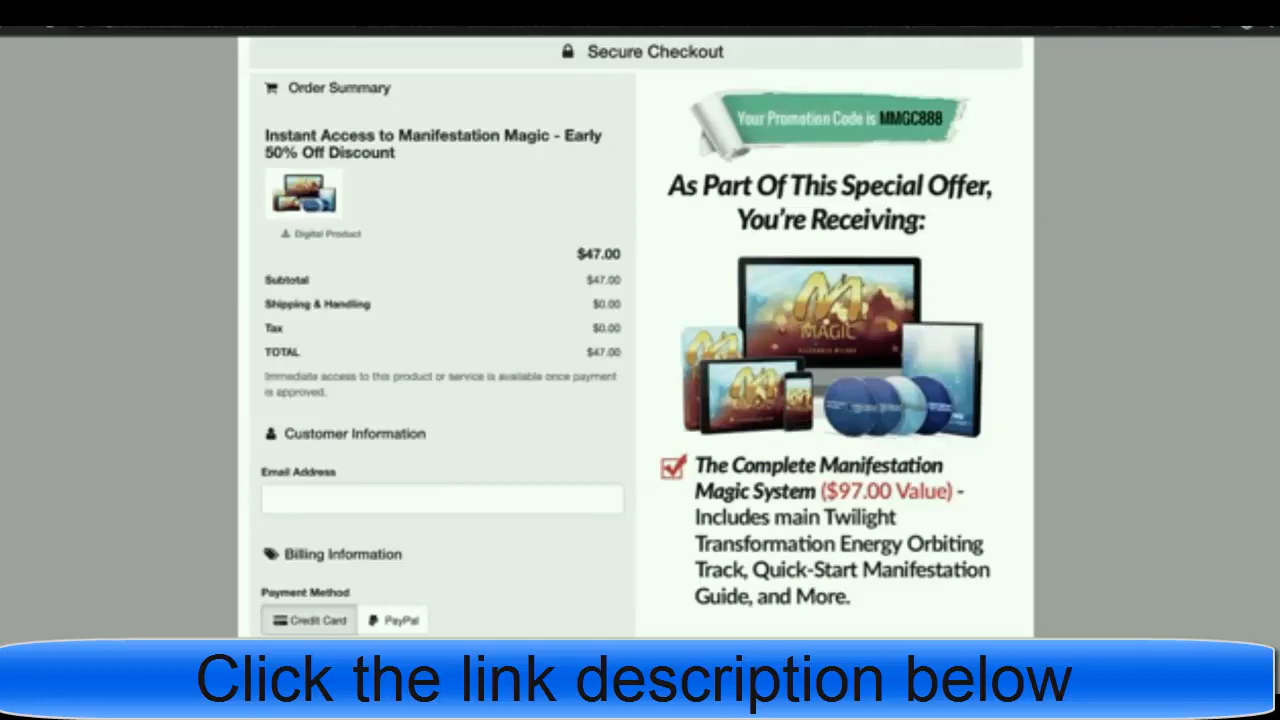 Secure Checkout
Order Summary
Instant Access to Manifestation Magic - Early
50% Off Discount
Digital Product
$47.00
Subtotal $47.00
Shipping & Handling $0.00
Tax $0.00
TOTAL $47.00
Immediate access to this product or service is available once payment
is approved.
Customer Information
Email Address
Billing Information
Payment Method
Credit Card PayPal
Your Promotion Code is MMGC888
As Part Of This Special Offer,
You're Receiving:
MAGIC
The Complete Manifestation
Magic System ($97.00 Value) -
Includes main Twilight
Transformation Energy Orbiting
Track, Quick-Start Manifestation
Guide, and More.
Click the link description below